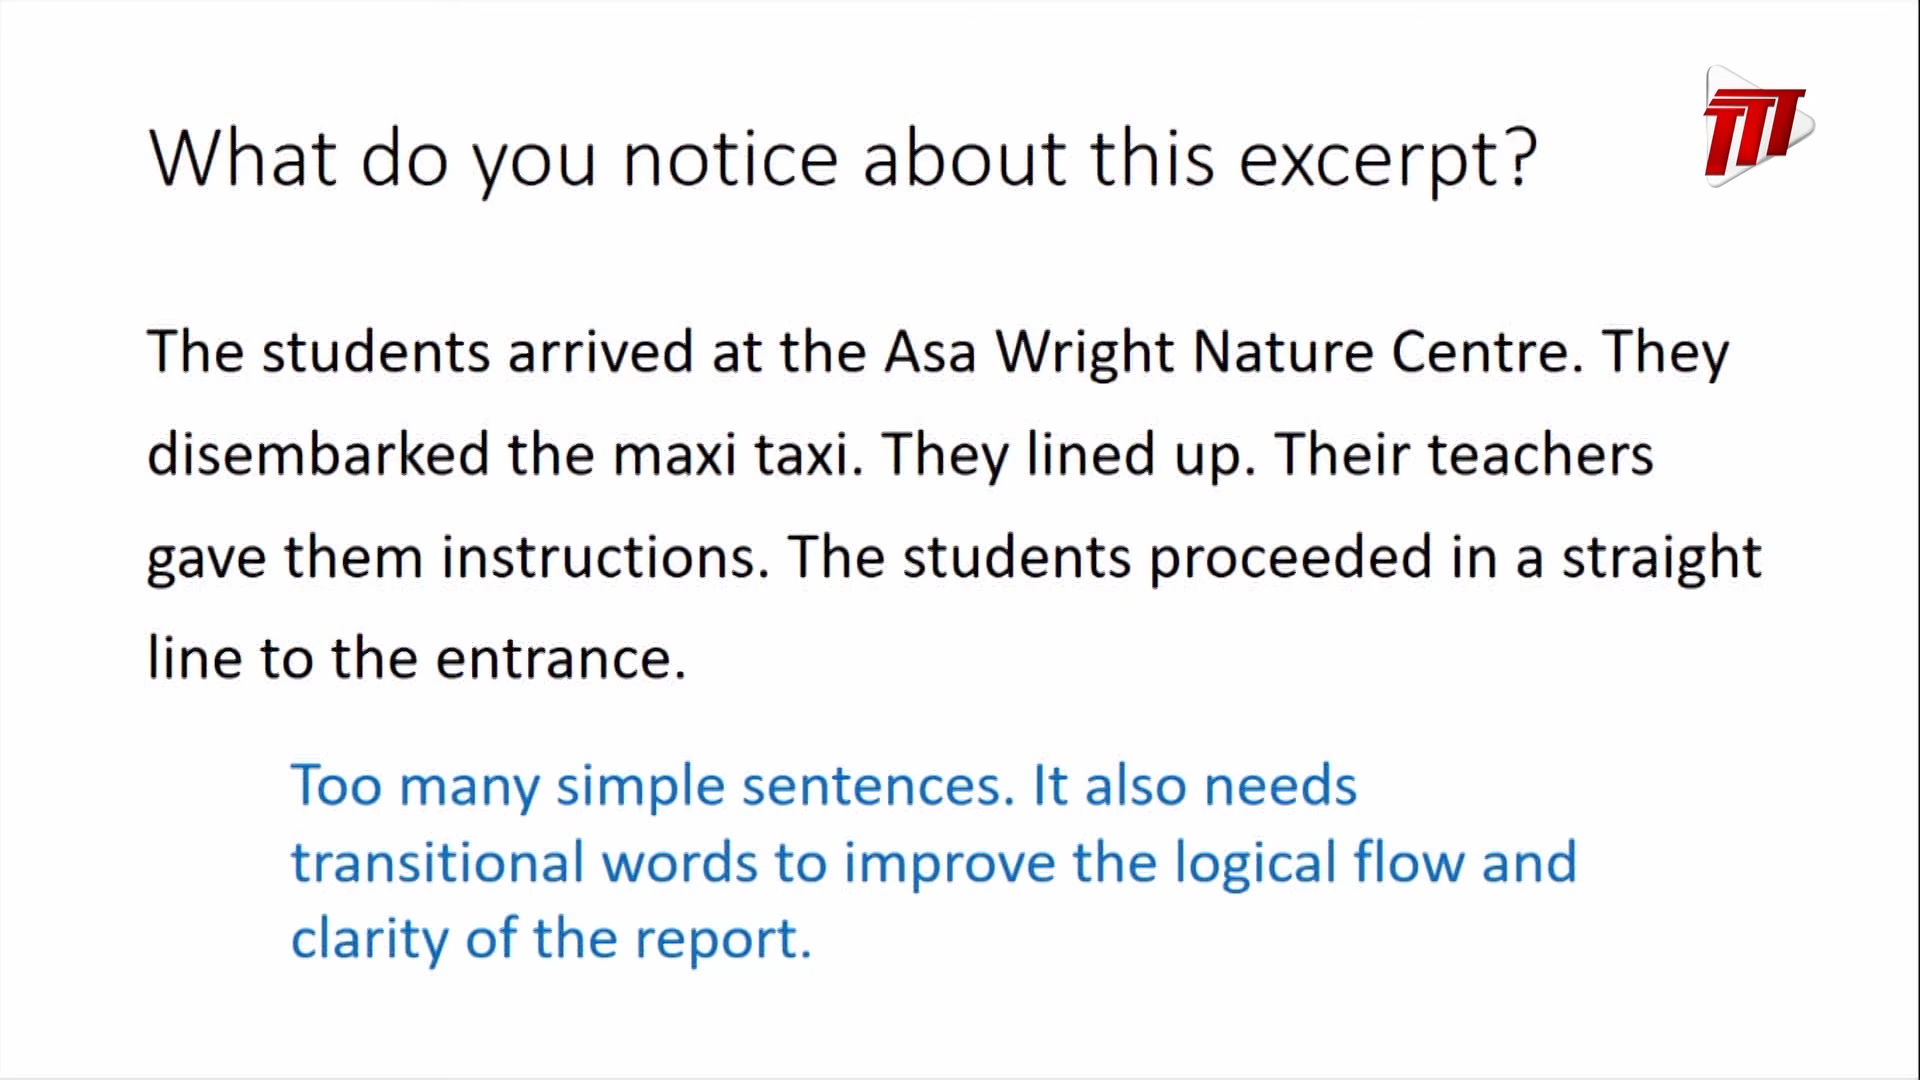 What do you notice about this excerpt?
TTT
The students arrived at the Asa Wright Nature Centre. They
disembarked the maxi taxi. They lined up. Their teachers
gave them instructions. The students proceeded in a straight
line to the entrance.
Too many simple sentences. It also needs
transitional words to improve the logical flow and
clarity of the report.